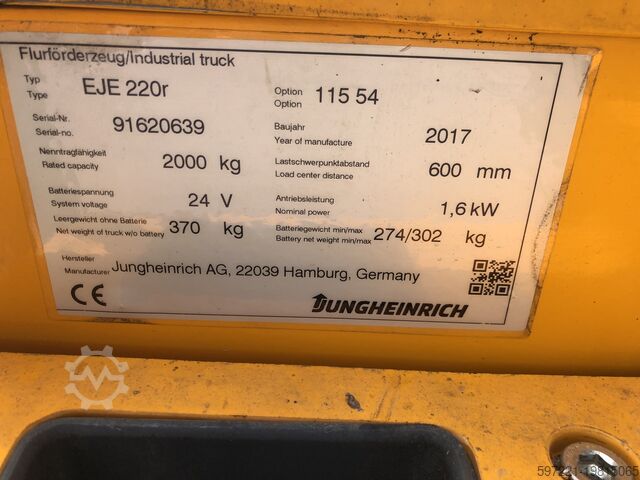 Flurförderzeug/Industrial truck
Typ
Type EJE 220r
Option
Option 115 54
Serial-Nr.
Serial-no. 91620639
Baujahr
Year of manufacture 2017
Nenntragfähigkeit
Rated capacity 2000 kg
Lastschwerpunktabstand
Load center distance 600 mm
Batteriespannung
System voltage 24 V
Antriebsleistung
Nominal power 1,6 kW
Leergewicht ohne Batterie
Net weight of truck w/o battery 370 kg
Batteriegewicht min/max
Battery net weight min/max 274/302 kg
Hersteller
Manufacturer Jungheinrich AG, 22039 Hamburg, Germany
CE
JUNGHEINRICH
597231-19815065